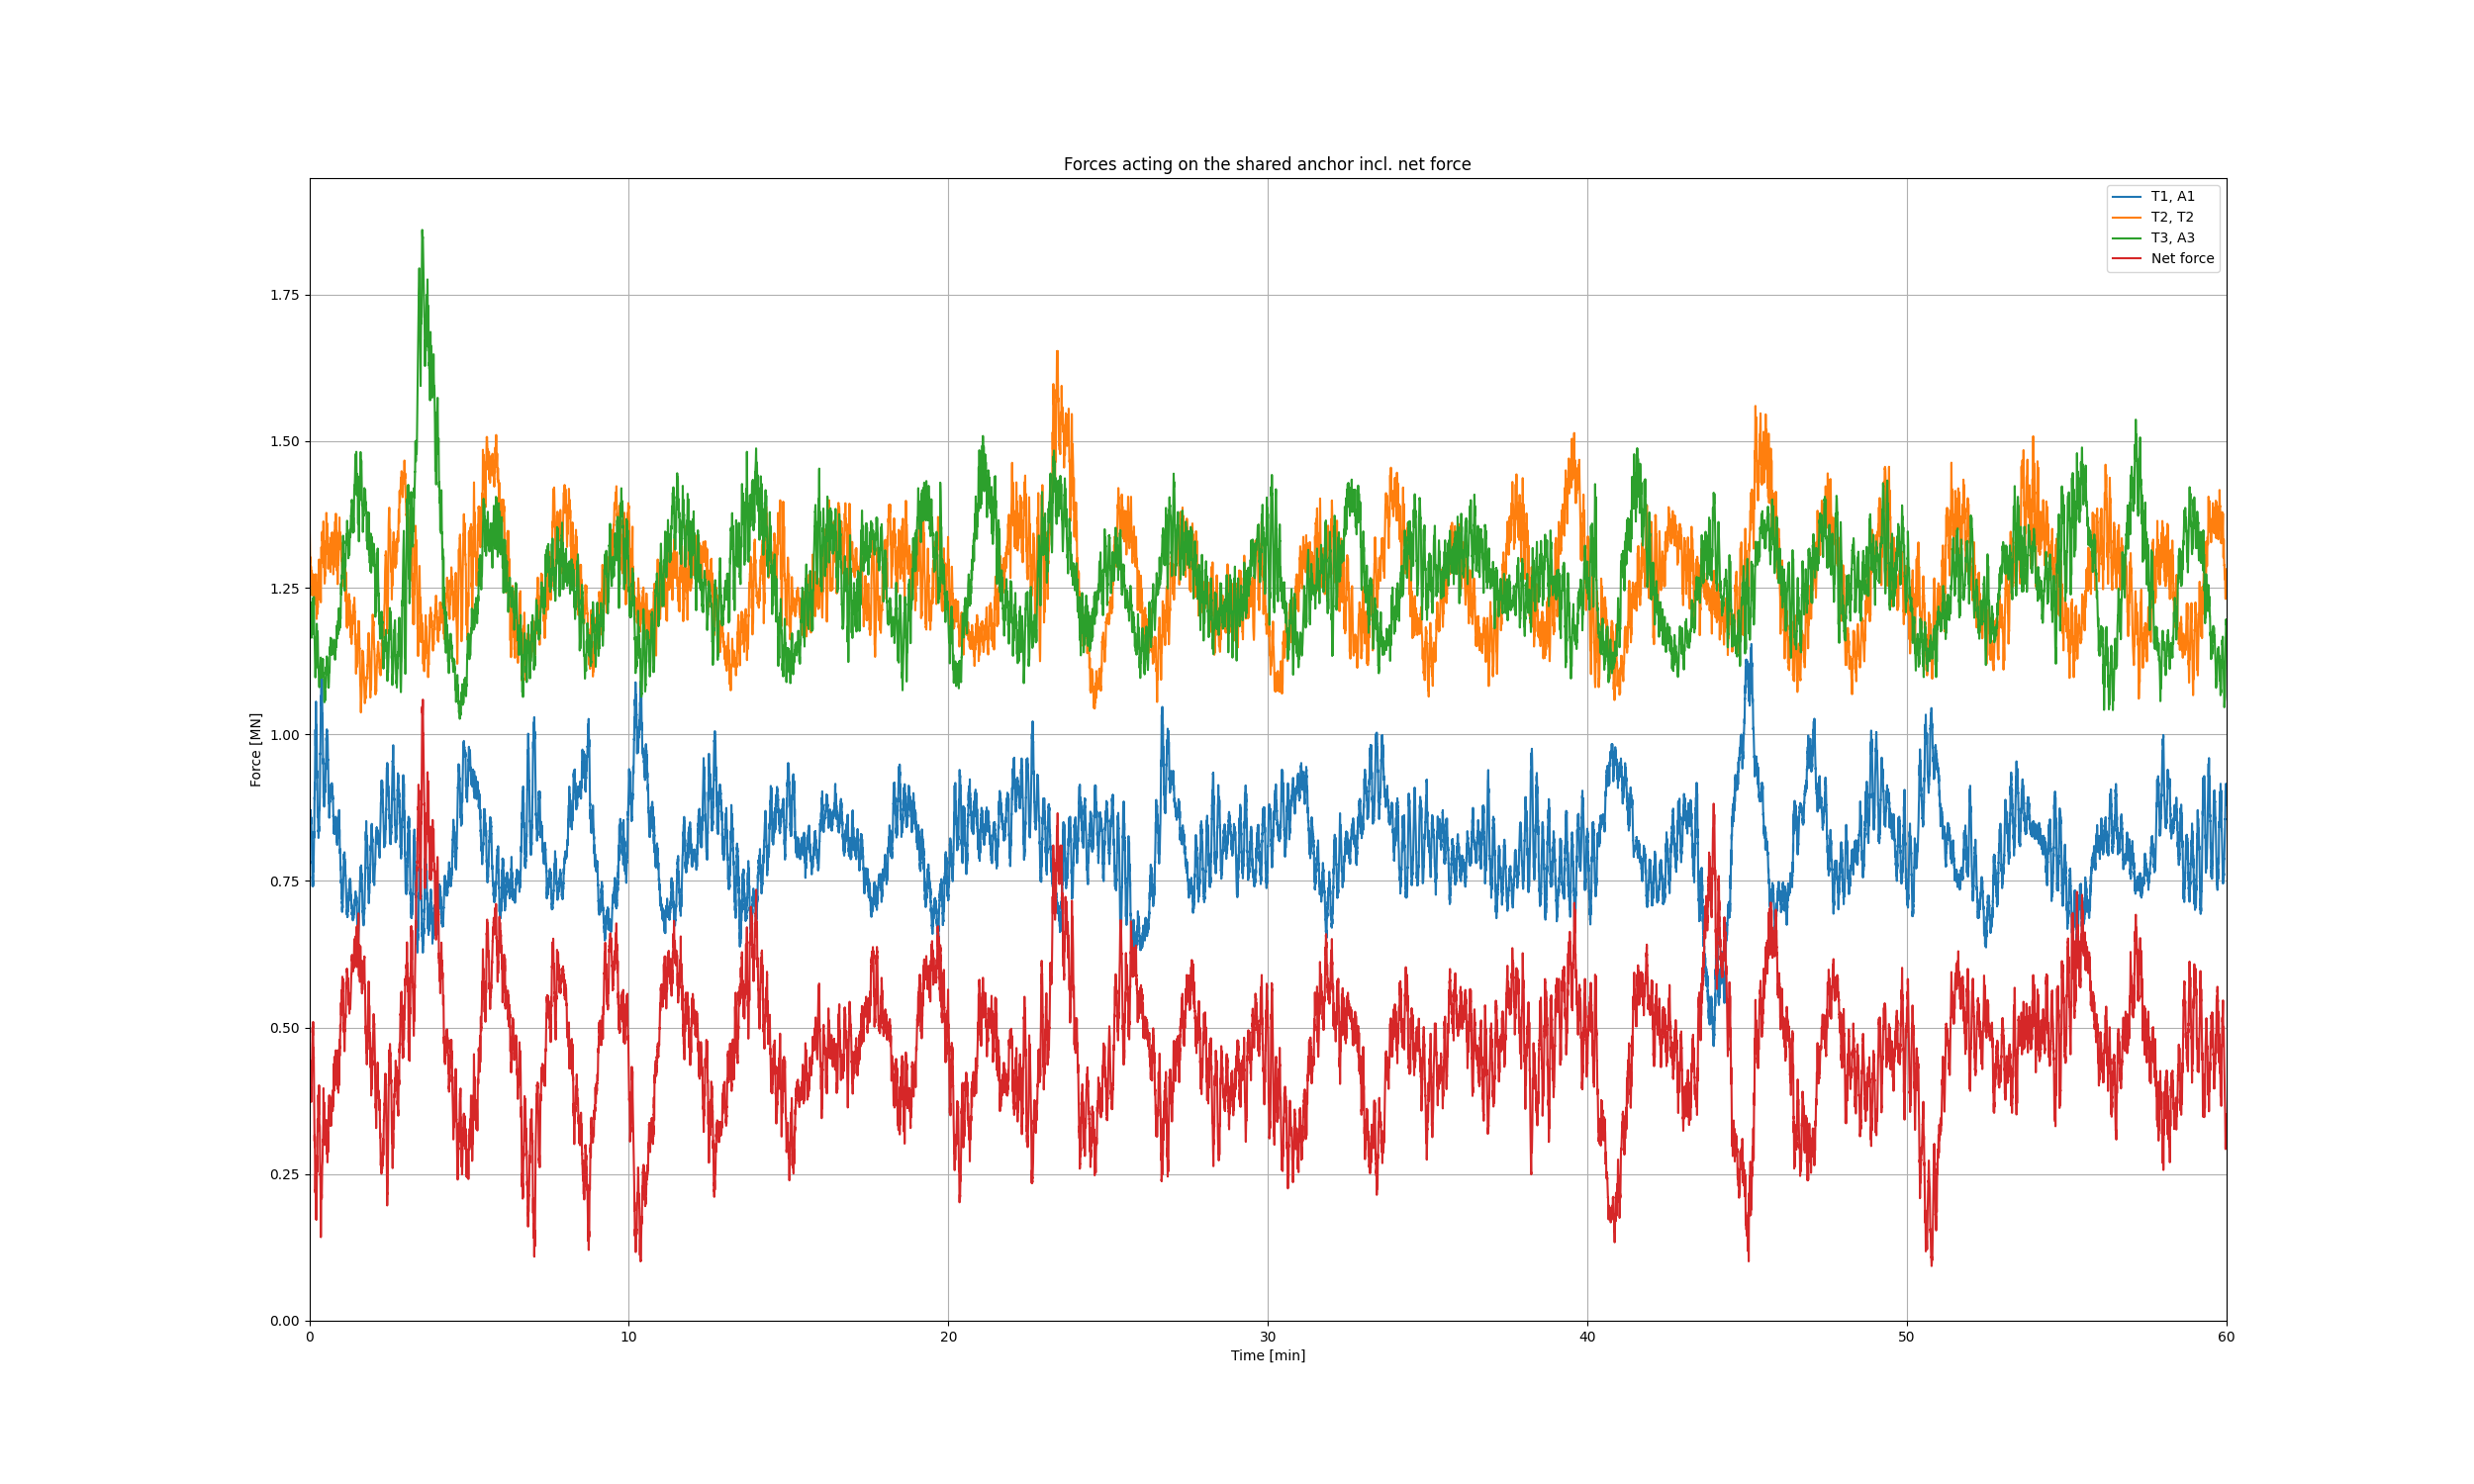 Forces acting on the shared anchor incl. net force
T1, A1
T2, T2
T3, A3
Net force
1.75
1.50
1.25
1.00
0.75
0.50
0.25
0.00
Force [MN]
0 10 20 30 40 50 60
Time [min]